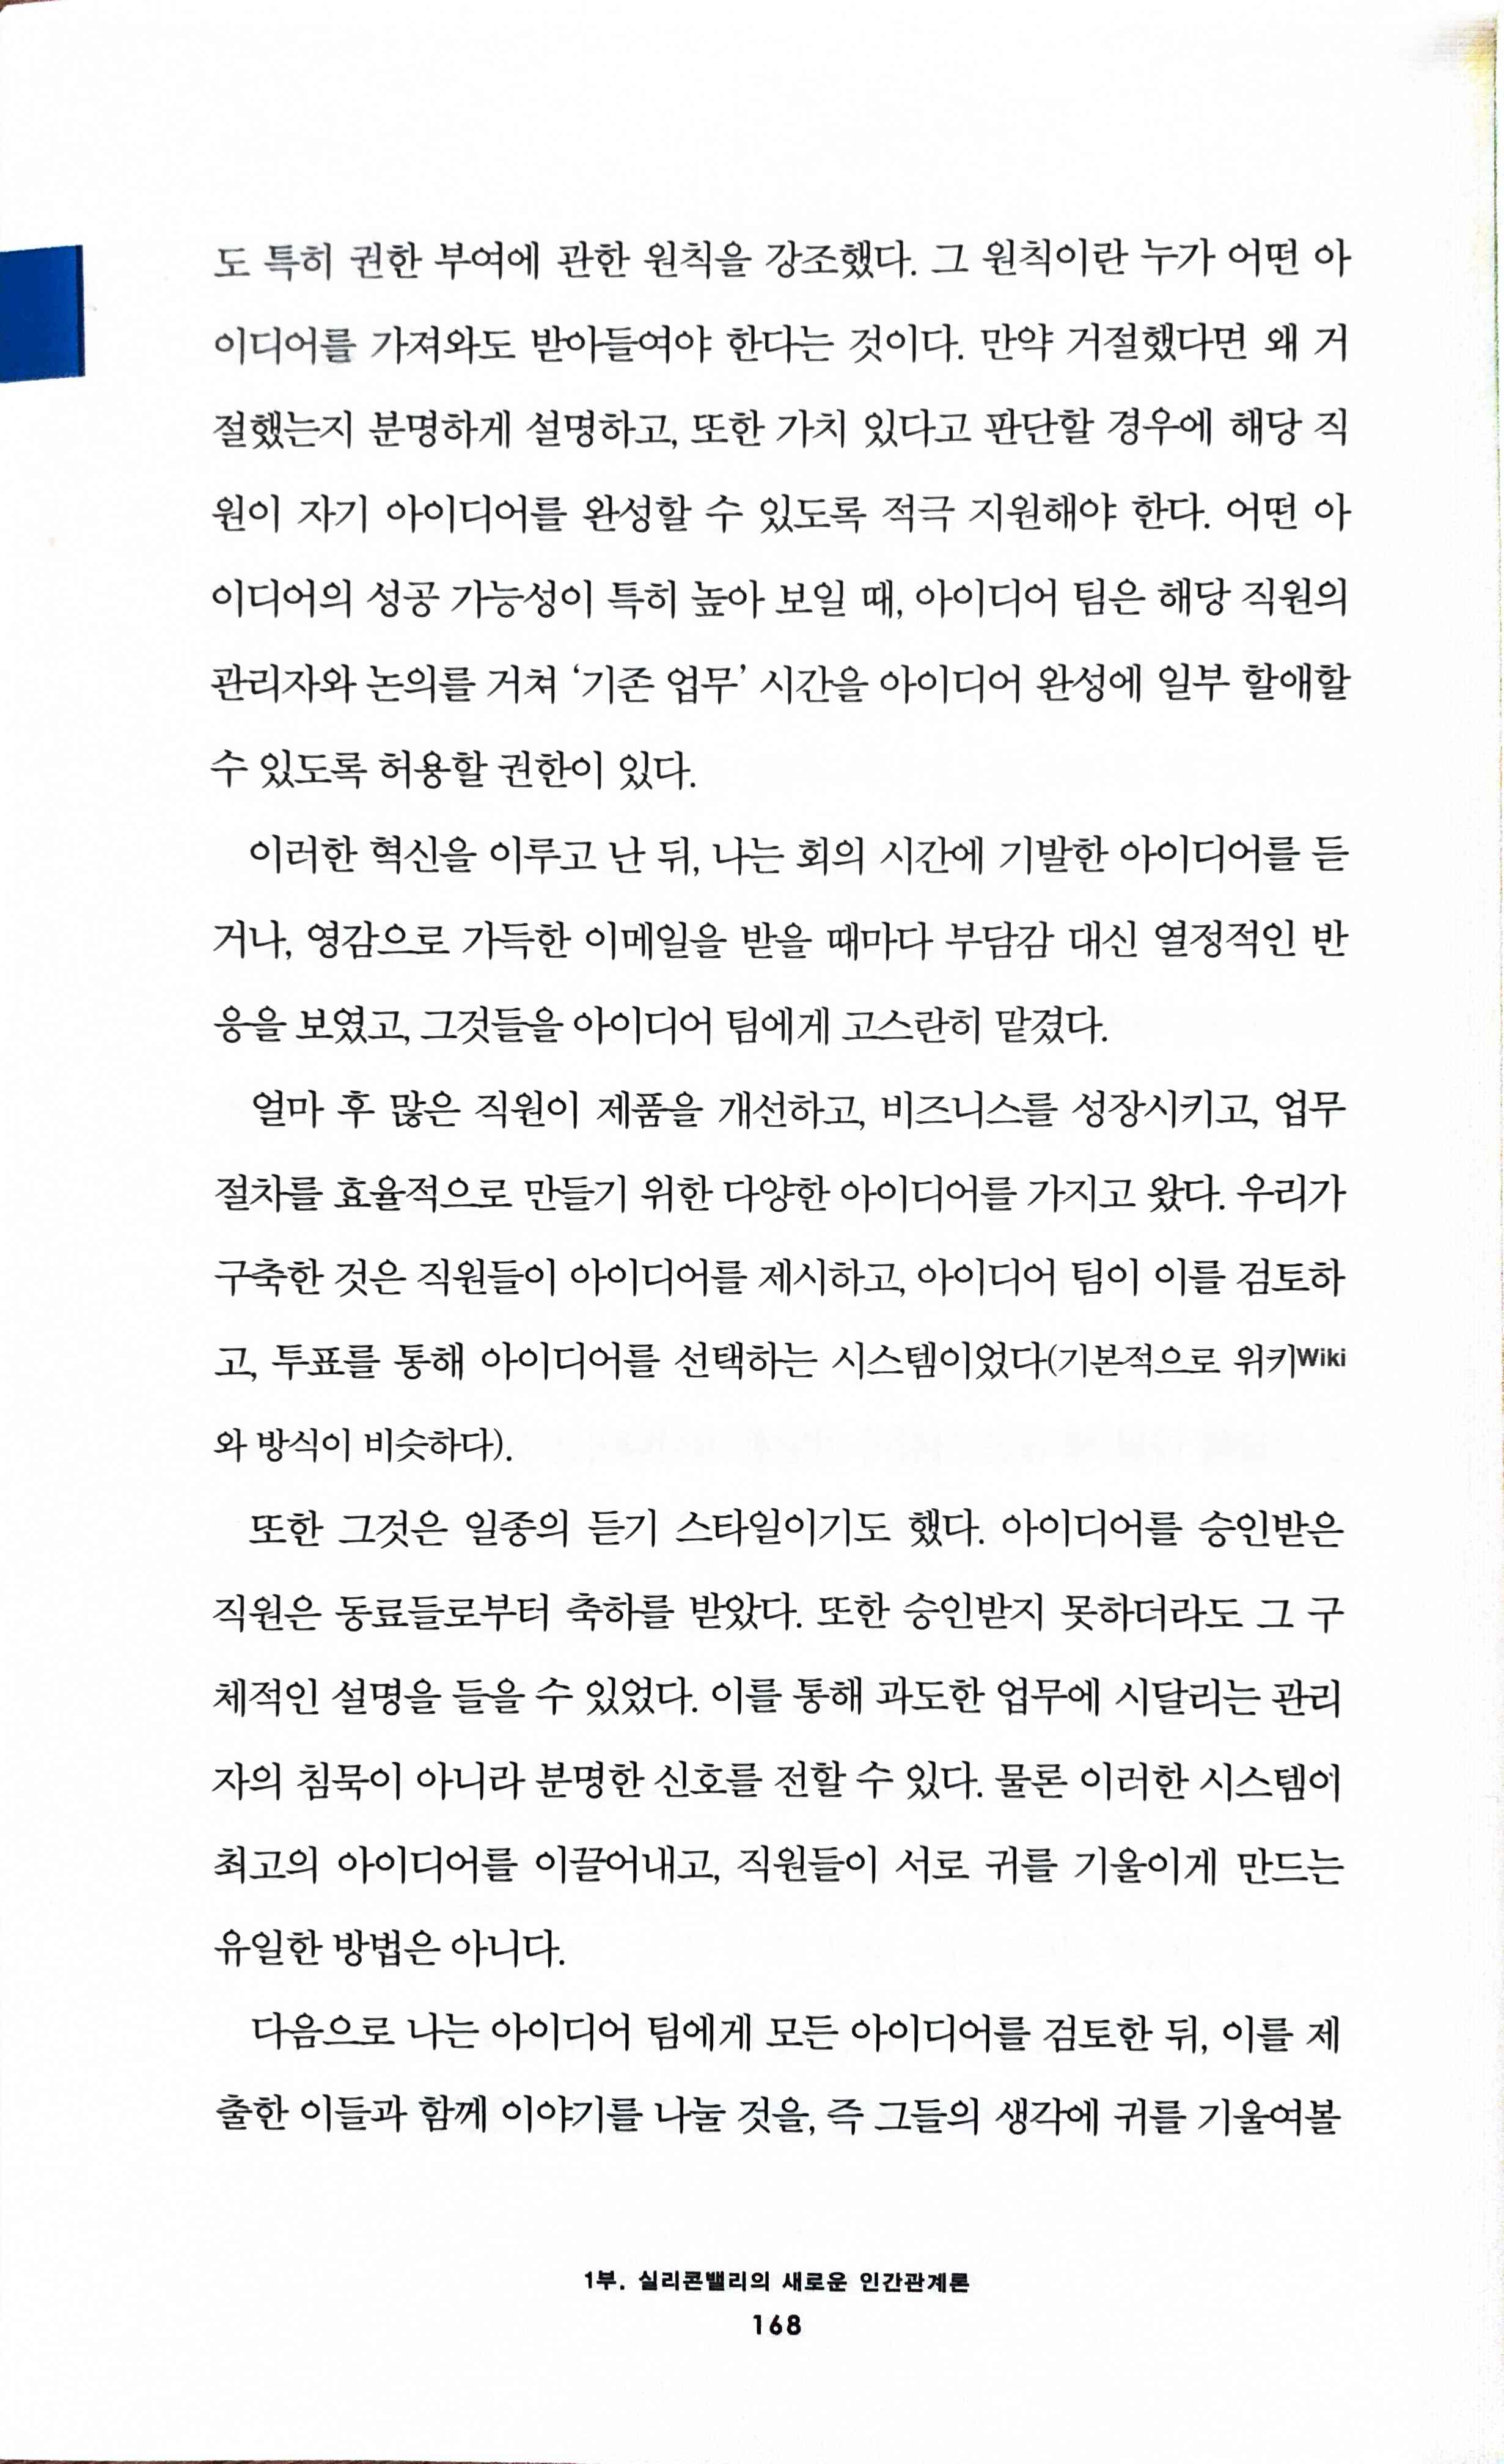 도 특히 권한 부여에 관한 원칙을 강조했다. 그 원칙이란 누가 어떤 아
이디어를 가져와도 받아들여야 한다는 것이다. 만약 거절했다면 왜 거
절했는지 분명하게 설명하고, 또한 가치 있다고 판단할 경우에 해당 직
원이 자기 아이디어를 완성할 수 있도록 적극 지원해야 한다. 어떤 아
이디어의 성공 가능성이 특히 높아 보일 때, 아이디어 팀은 해당 직원의
관리자와 논의를 거쳐 ‘기존 업무’ 시간을 아이디어 완성에 일부 할애할
수 있도록 허용할 권한이 있다.
이러한 혁신을 이루고 난 뒤, 나는 회의 시간에 기발한 아이디어를 듣
거나, 영감으로 가득한 이메일을 받을 때마다 부담감 대신 열정적인 반
응을 보였고, 그것들을 아이디어 팀에게 고스란히 맡겼다.
얼마 후 많은 직원이 제품을 개선하고, 비즈니스를 성장시키고, 업무
절차를 효율적으로 만들기 위한 다양한 아이디어를 가지고 왔다. 우리가
구축한 것은 직원들이 아이디어를 제시하고, 아이디어 팀이 이를 검토하
고, 투표를 통해 아이디어를 선택하는 시스템이었다(기본적으로 위키Wiki
와 방식이 비슷하다).
또한 그것은 일종의 듣기 스타일이기도 했다. 아이디어를 승인받은
직원은 동료들로부터 축하를 받았다. 또한 승인받지 못하더라도 그 구
체적인 설명을 들을 수 있었다. 이를 통해 과도한 업무에 시달리는 관리
자의 침묵이 아니라 분명한 신호를 전할 수 있다. 물론 이러한 시스템이
최고의 아이디어를 이끌어내고, 직원들이 서로 귀를 기울이게 만드는
유일한 방법은 아니다.
다음으로 나는 아이디어 팀에게 모든 아이디어를 검토한 뒤, 이를 제
출한 이들과 함께 이야기를 나눌 것을, 즉 그들의 생각에 귀를 기울여볼
1부. 실리콘밸리의 새로운 인간관계론
168